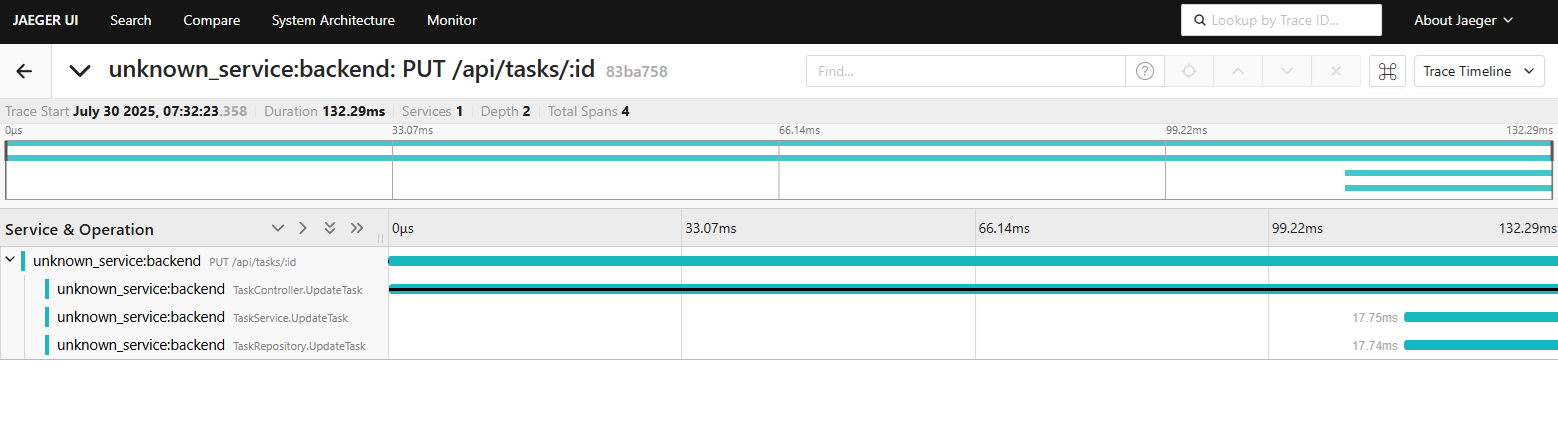 JAEGER UI Search Compare System Architecture Monitor Lookup by Trace ID... About Jaeger
unknown_service:backend: PUT /api/tasks/:id 83ba758 Find... Trace Timeline
Trace Start July 30 2025, 07:32:23.358 Duration 132.29ms Services 1 Depth 2 Total Spans 4
0μs 33.07ms 66.14ms 99.22ms 132.29ms
Service & Operation 0μs 33.07ms 66.14ms 99.22ms 132.29ms
unknown_service:backend PUT /api/tasks/:id
unknown_service:backend TaskController.UpdateTask
unknown_service:backend TaskService.UpdateTask 17.75ms
unknown_service:backend TaskRepository.UpdateTask 17.74ms